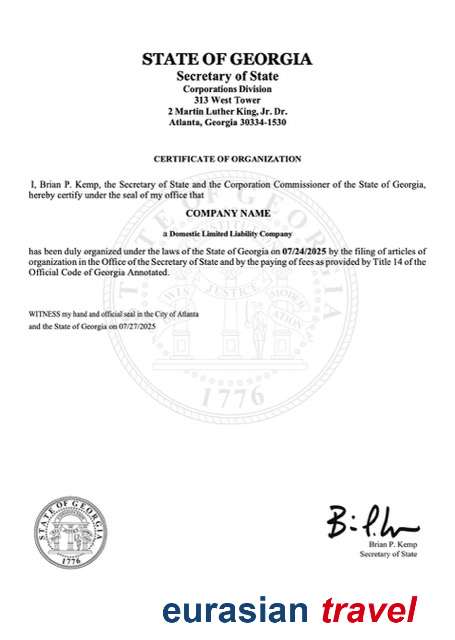 STATE OF GEORGIA
Secretary of State
Corporations Division
313 West Tower
2 Martin Luther King, Jr. Dr.
Atlanta, Georgia 30334-1530
CERTIFICATE OF ORGANIZATION
I, Brian P. Kemp, the Secretary of State and the Corporation Commissioner of the State of Georgia,
hereby certify under the seal of my office that
COMPANY NAME
a Domestic Limited Liability Company
has been duly organized under the laws of the State of Georgia on 07/24/2025 by the filing of articles of
organization in the Office of the Secretary of State and by the paying of fees as provided by Title 14 of the
Official Code of Georgia Annotated.
WITNESS my hand and official seal in the City of Atlanta
and the State of Georgia on 07/27/2025
STATE OF GEORGIA
WISDOM JUSTICE MODERATION
1776
STATE OF GEORGIA
1776
Brian P. Kemp
Secretary of State
eurasian travel